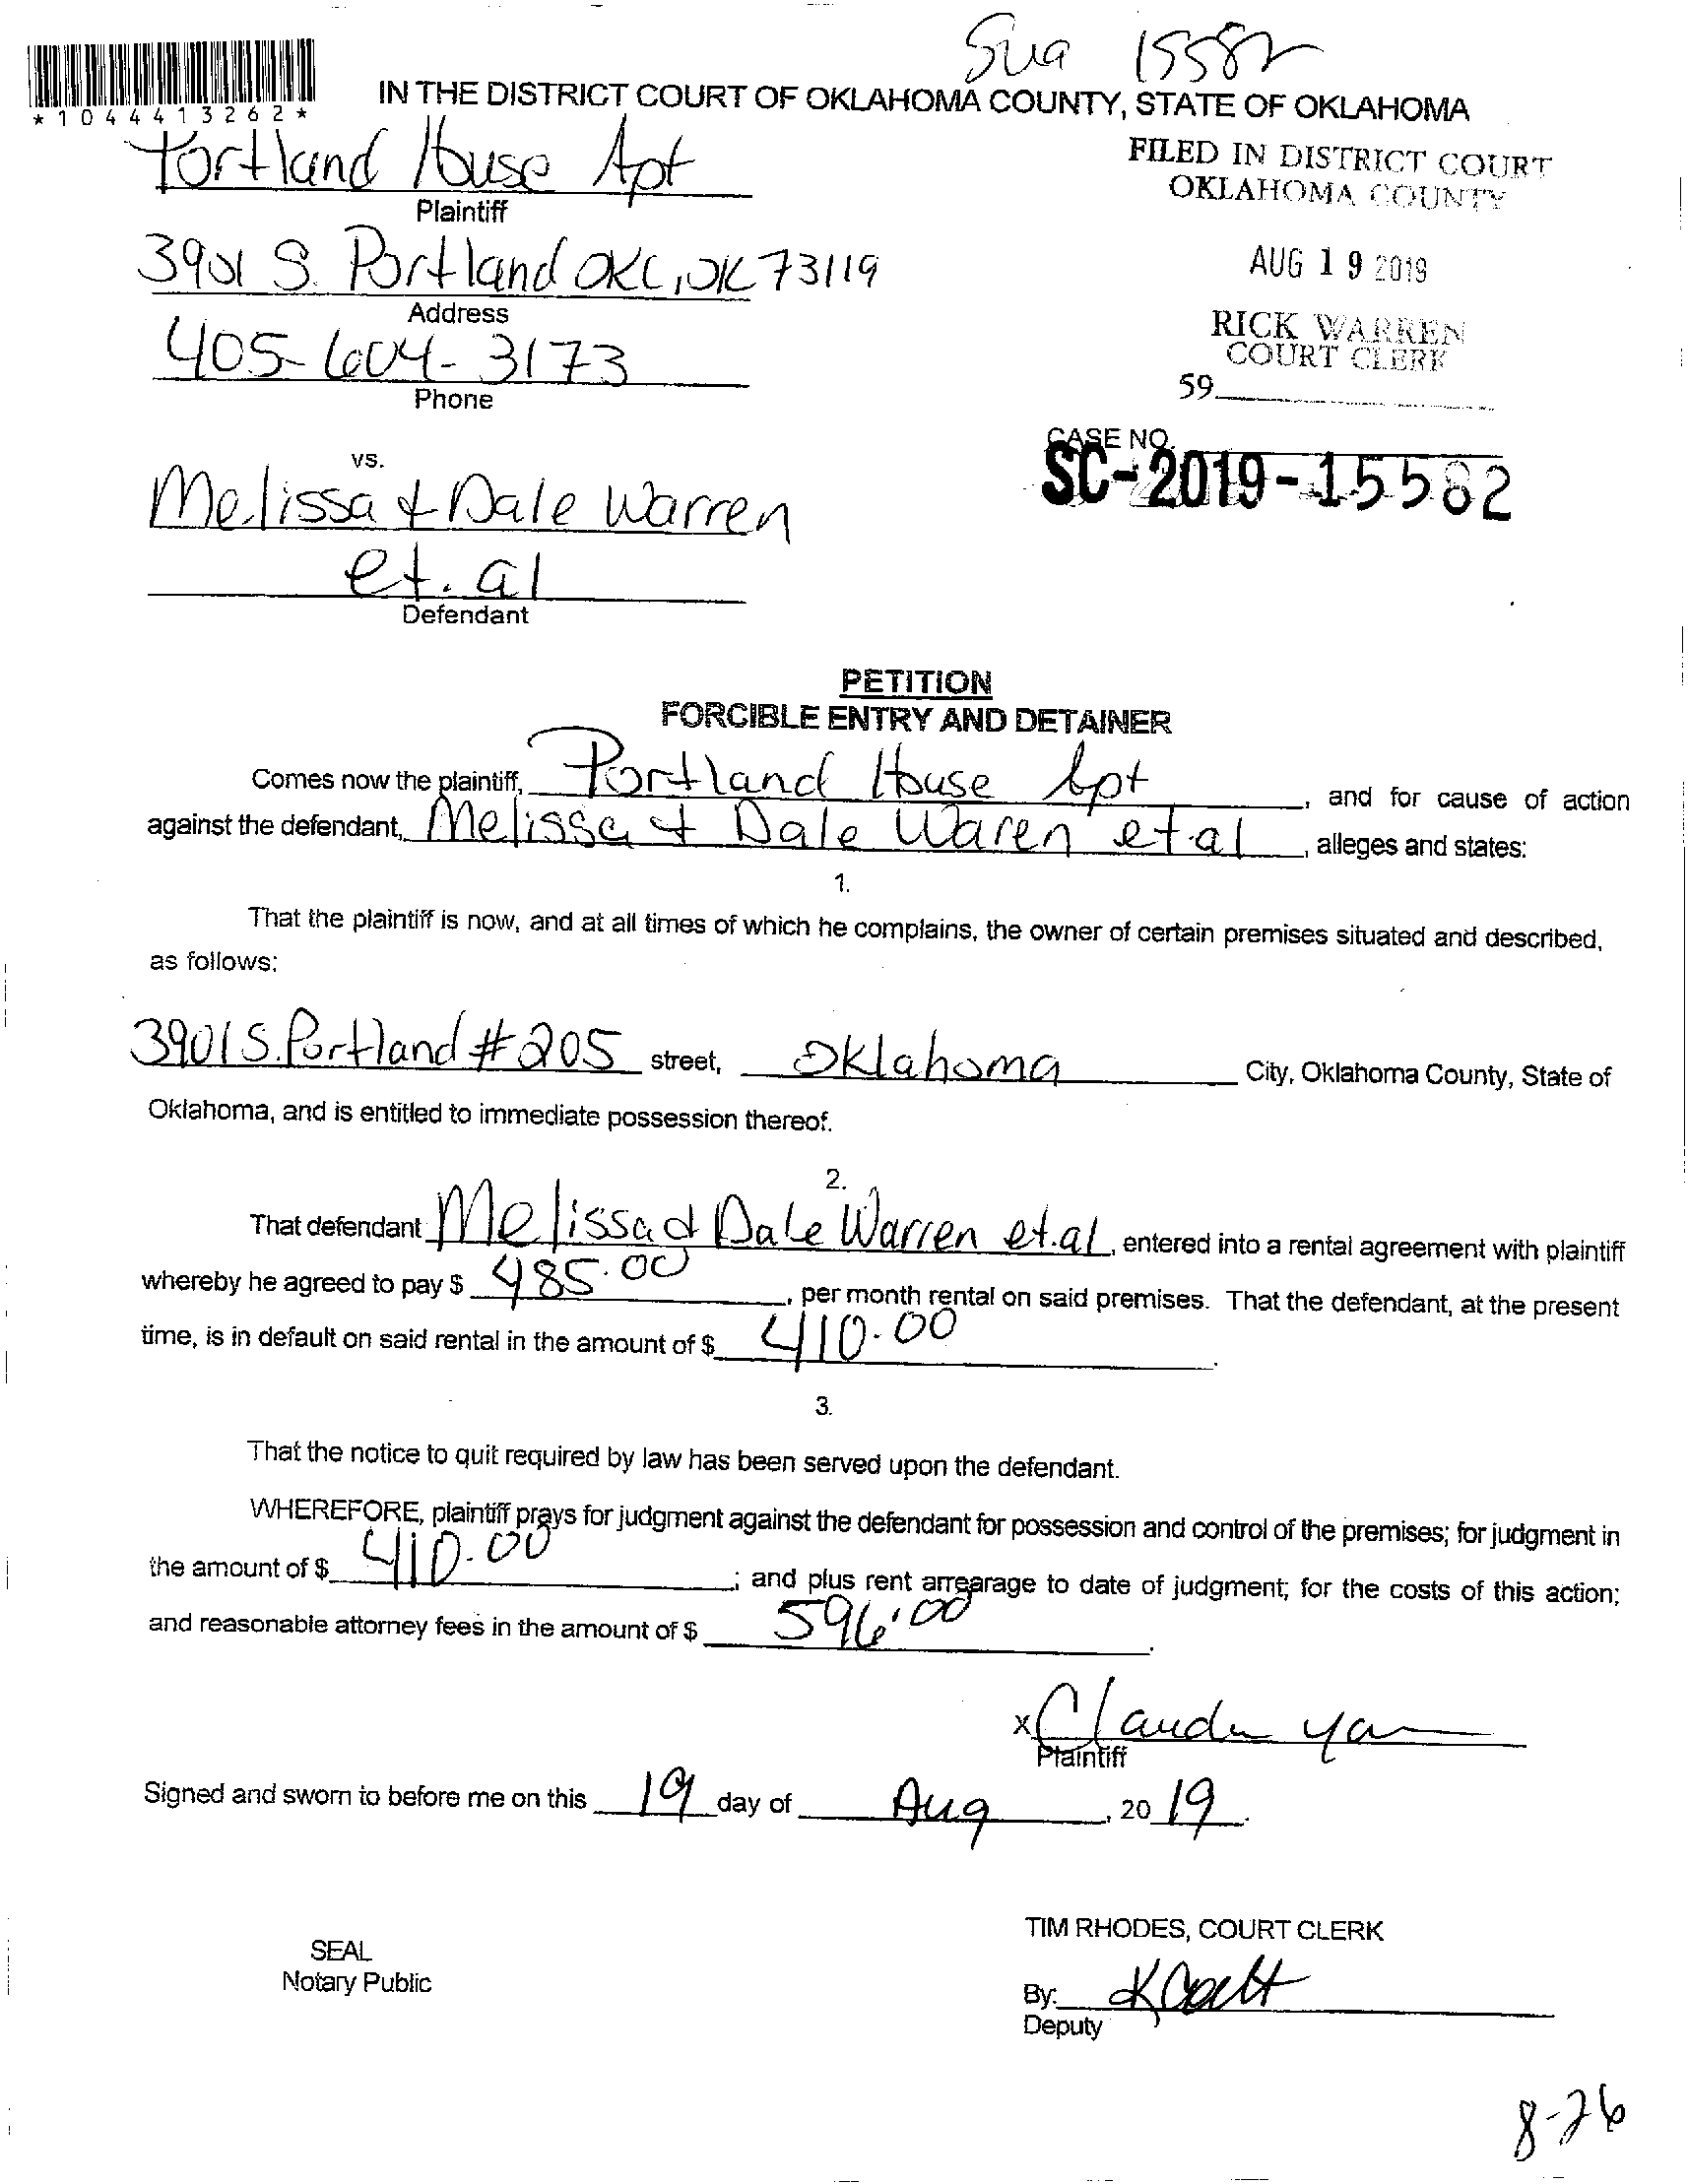 Sua 15582
*1044413262*
IN THE DISTRICT COURT OF OKLAHOMA COUNTY, STATE OF OKLAHOMA
Portland House Apt
Plaintiff
FILED IN DISTRICT COURT
OKLAHOMA COUNTY
3901 S. Portland OKC, OK 73119
Address
AUG 19 2019
405-604-3173
Phone
RICK WARREN
COURT CLERK
59
vs.
CASE NO.
SC-2019-15582
Melissa & Dale Warren
et. al
Defendant
PETITION
FORCIBLE ENTRY AND DETAINER
Comes now the plaintiff, Portland House Apt, and for cause of action
against the defendant, Melissa & Dale Waren et al, alleges and states:
1.
That the plaintiff is now, and at all times of which he complains, the owner of certain premises situated and described,
as follows:
3901 S. Portland #205 street, Oklahoma City, Oklahoma County, State of
Oklahoma, and is entitled to immediate possession thereof.
2.
That defendant Melissa & Dale Warren et.al, entered into a rental agreement with plaintiff
whereby he agreed to pay $ 485.00, per month rental on said premises. That the defendant, at the present
time, is in default on said rental in the amount of $ 410.00.
3.
That the notice to quit required by law has been served upon the defendant.
WHEREFORE, plaintiff prays for judgment against the defendant for possession and control of the premises; for judgment in
the amount of $ 410.00; and plus rent arrearage to date of judgment; for the costs of this action;
and reasonable attorney fees in the amount of $ 596.00.
x Claudia
Plaintiff
Signed and sworn to before me on this 19 day of Aug, 2019.
TIM RHODES, COURT CLERK
SEAL
Notary Public
By:
Deputy
8-26